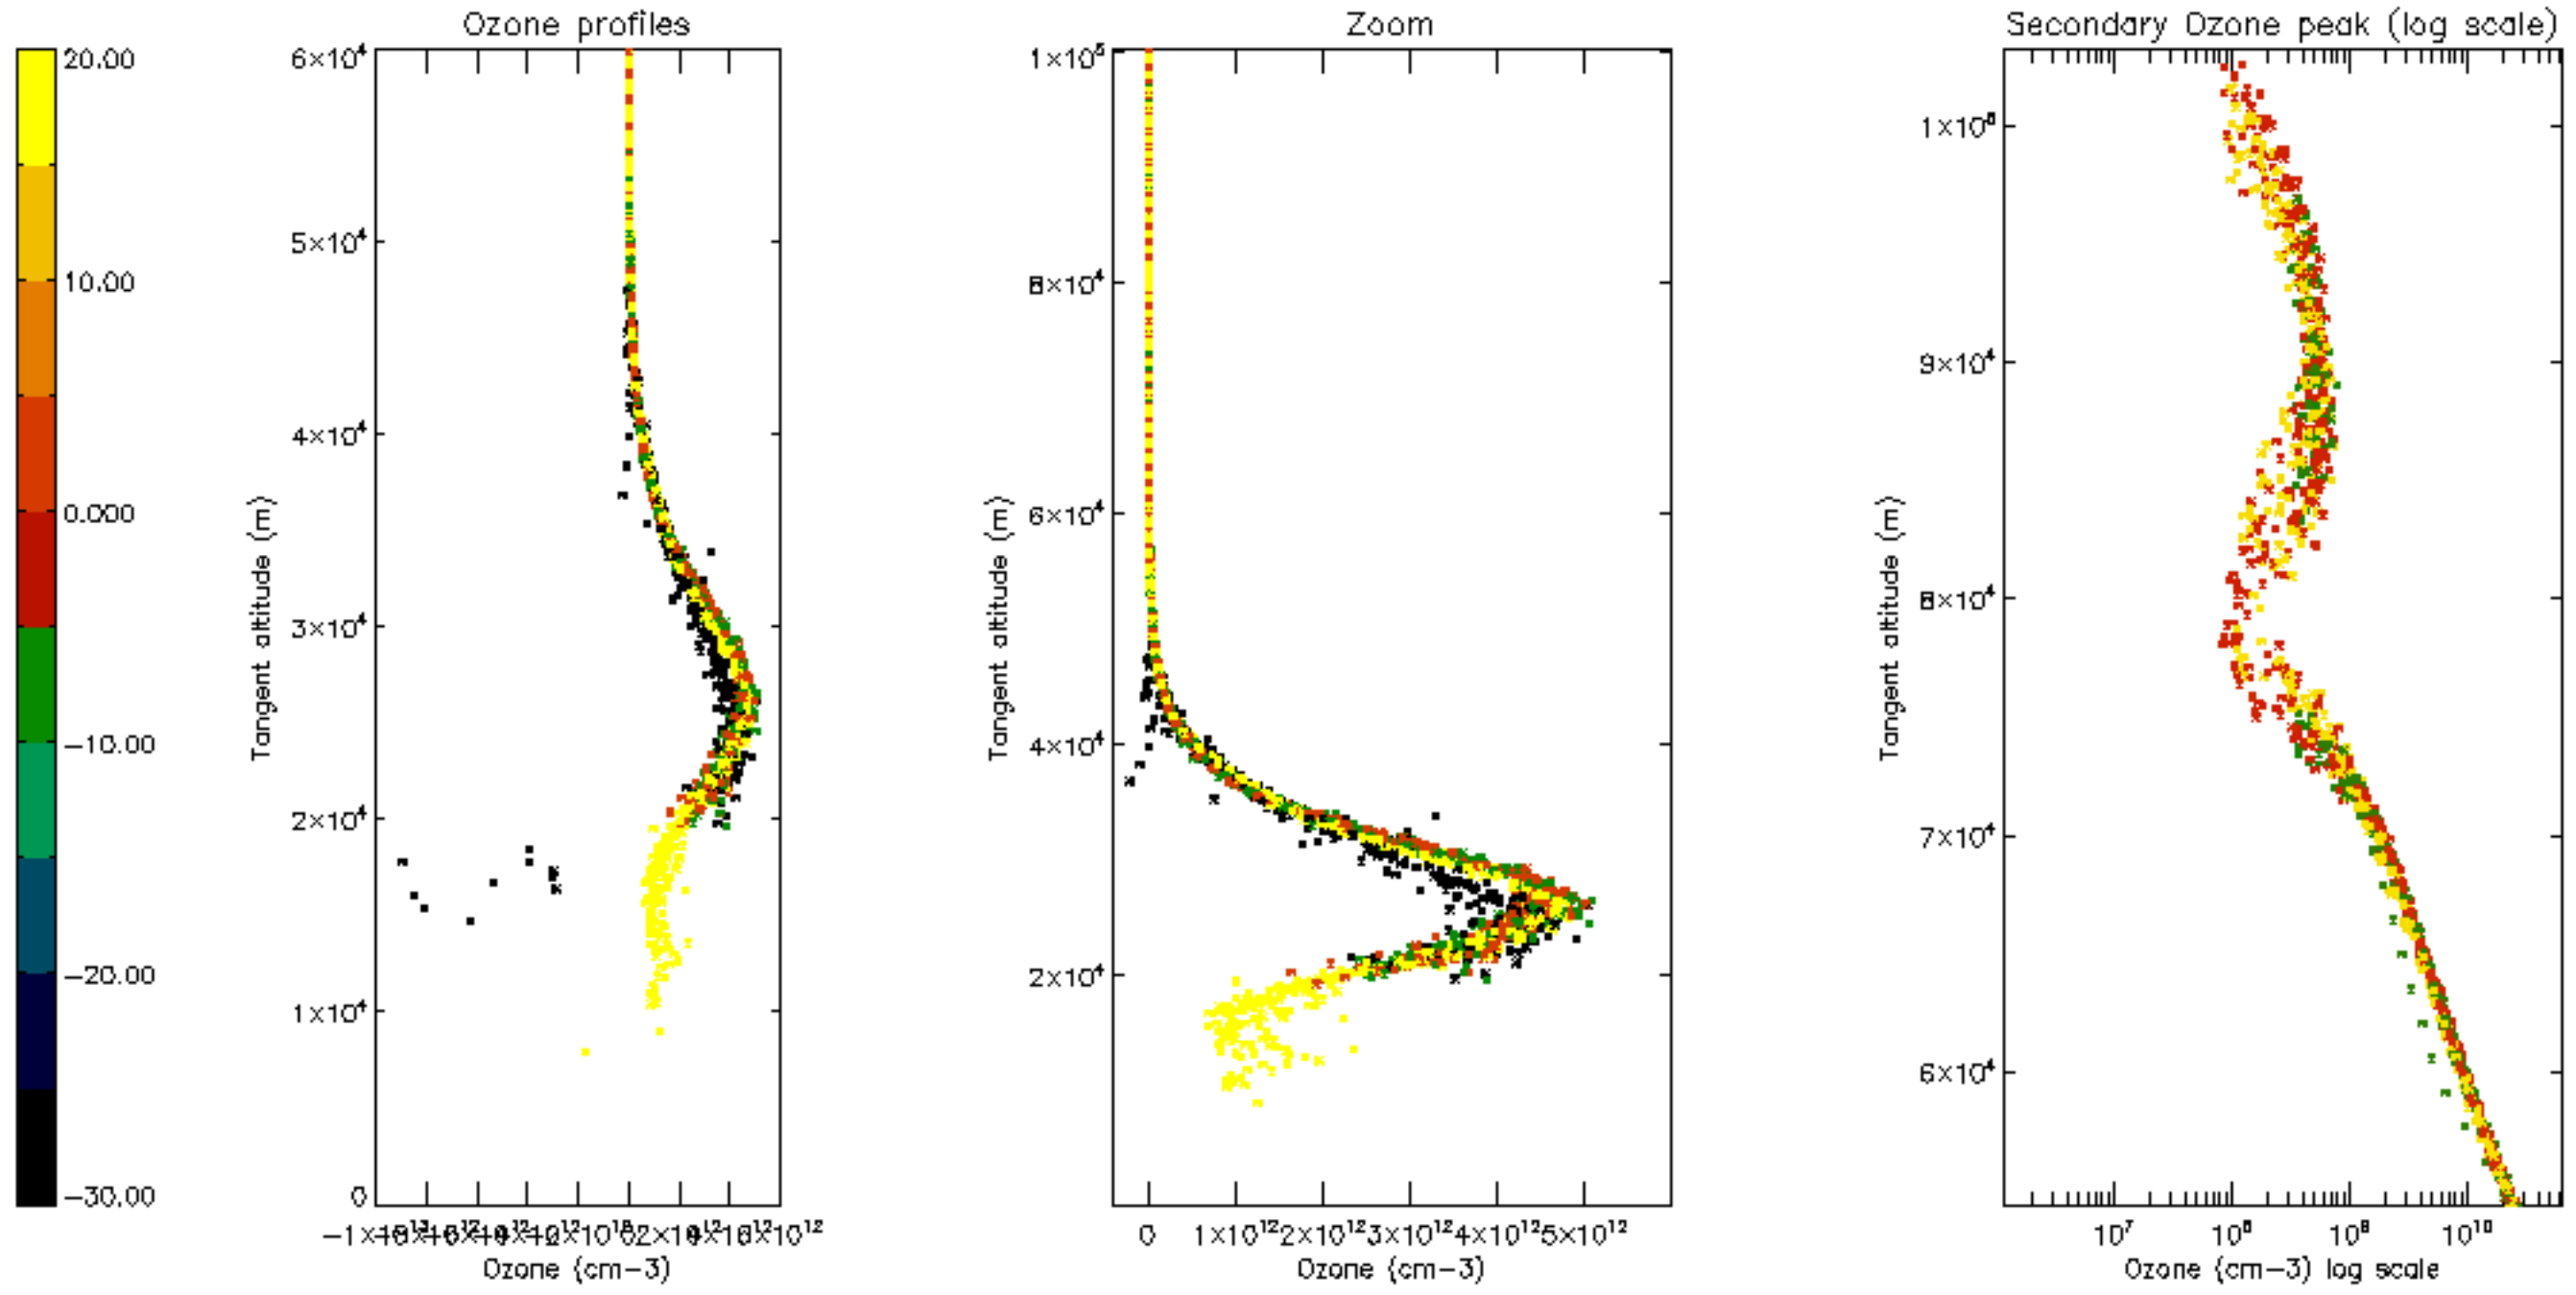 Ozone profiles
Zoom
Secondary Ozone peak (log scale)
20.00
10.00
−10.00
−20.00
−30.00
6×10⁴
5×10⁴
4×10⁴
3×10⁴
2×10⁴
1×10⁴
0
Tangent altitude (m)
Ozone (cm−3)
1×10⁵
8×10⁴
6×10⁴
4×10⁴
2×10⁴
Tangent altitude (m)
0 1×10¹² 2×10¹² 3×10¹² 4×10¹² 5×10¹²
Ozone (cm−3)
1×10⁵
9×10⁴
8×10⁴
7×10⁴
6×10⁴
Tangent altitude (m)
10⁷ 10⁸ 10⁹ 10¹⁰
Ozone (cm−3) log scale